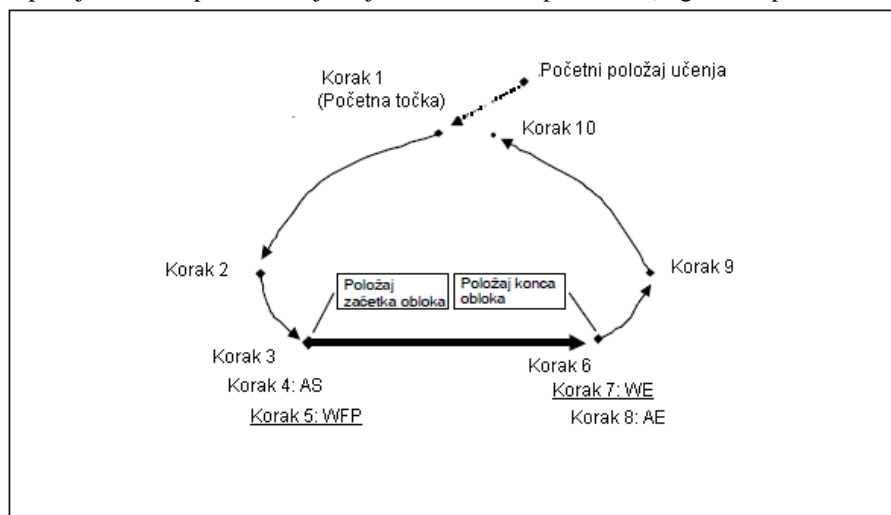 Korak 1
(Početna točka)
Početni položaj učenja
Korak 10
Korak 2
Korak 9
Položaj
začetka obloka
Položaj konca
obloka
Korak 3
Korak 6
Korak 4: AS
Korak 7: WE
Korak 5: WFP
Korak 8: AE